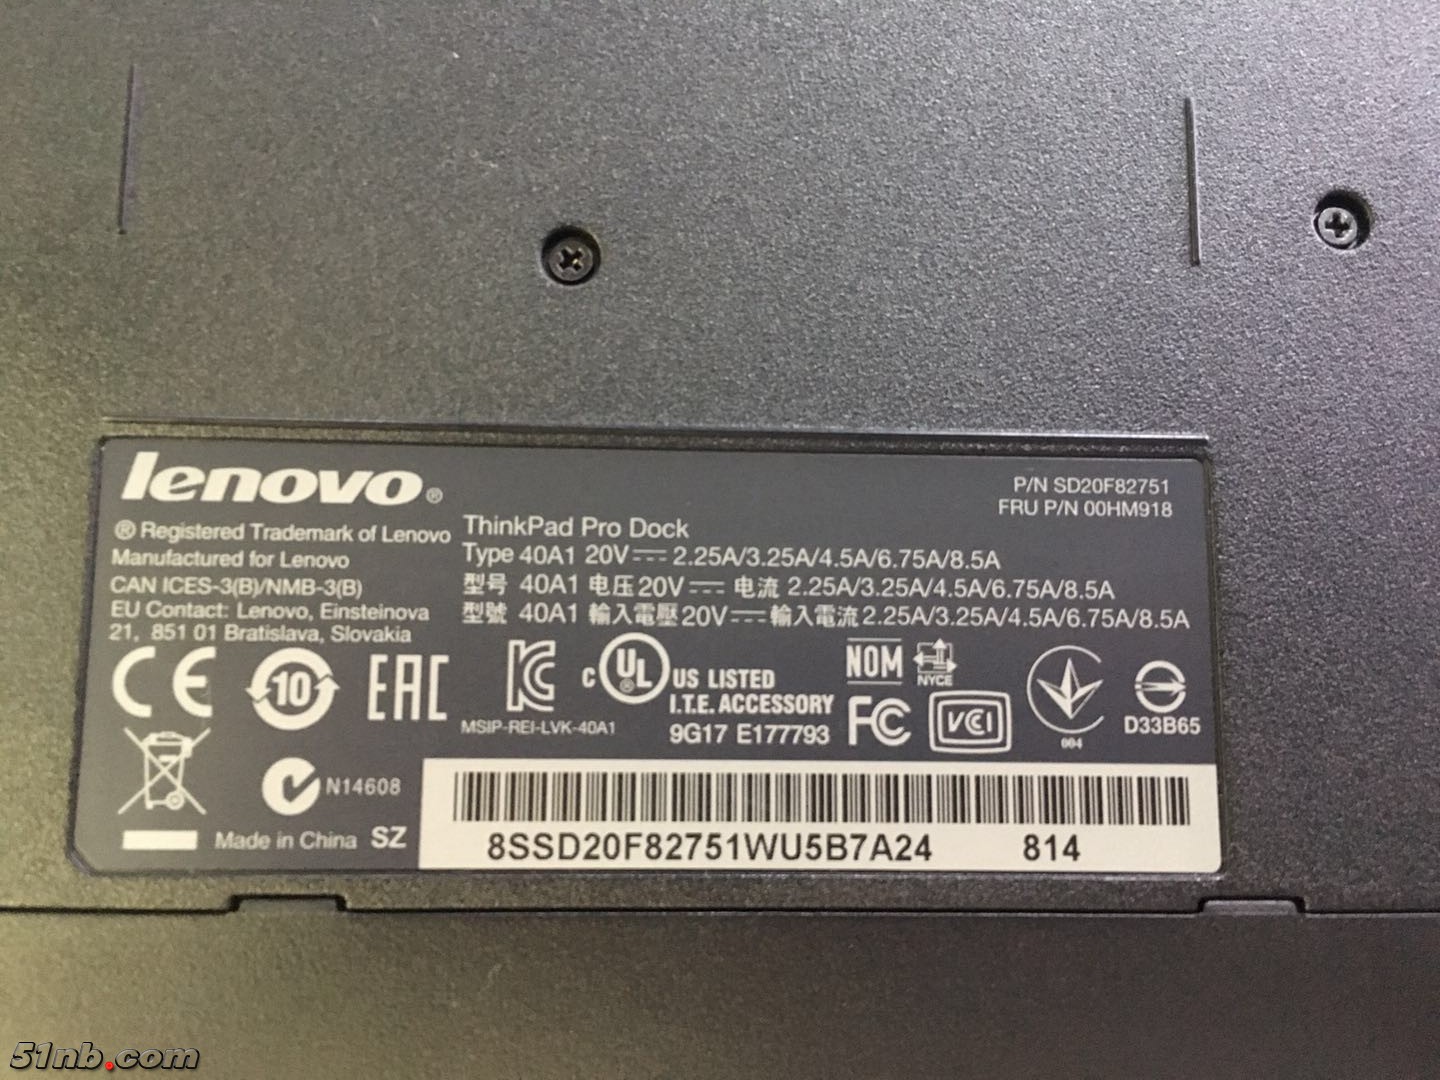 lenovo®
P/N SD20F82751
FRU P/N 00HM918
® Registered Trademark of Lenovo
Manufactured for Lenovo
CAN ICES-3(B)/NMB-3(B)
EU Contact: Lenovo, Einsteinova
21, 851 01 Bratislava, Slovakia
ThinkPad Pro Dock
Type 40A1 20V⎓2.25A/3.25A/4.5A/6.75A/8.5A
型号 40A1 电压20V⎓ 电流 2.25A/3.25A/4.5A/6.75A/8.5A
型號 40A1 輸入電壓20V⎓輸入電流2.25A/3.25A/4.5A/6.75A/8.5A
CE
10
EAC
KC
MSIP-REI-LVK-40A1
c UL ® US LISTED
I.T.E. ACCESSORY
9G17 E177793
NOM
NYCE
FC
VCI
004
D33B65
N14608
Made in China SZ
8SSD20F82751WU5B7A24 814
51nb.com